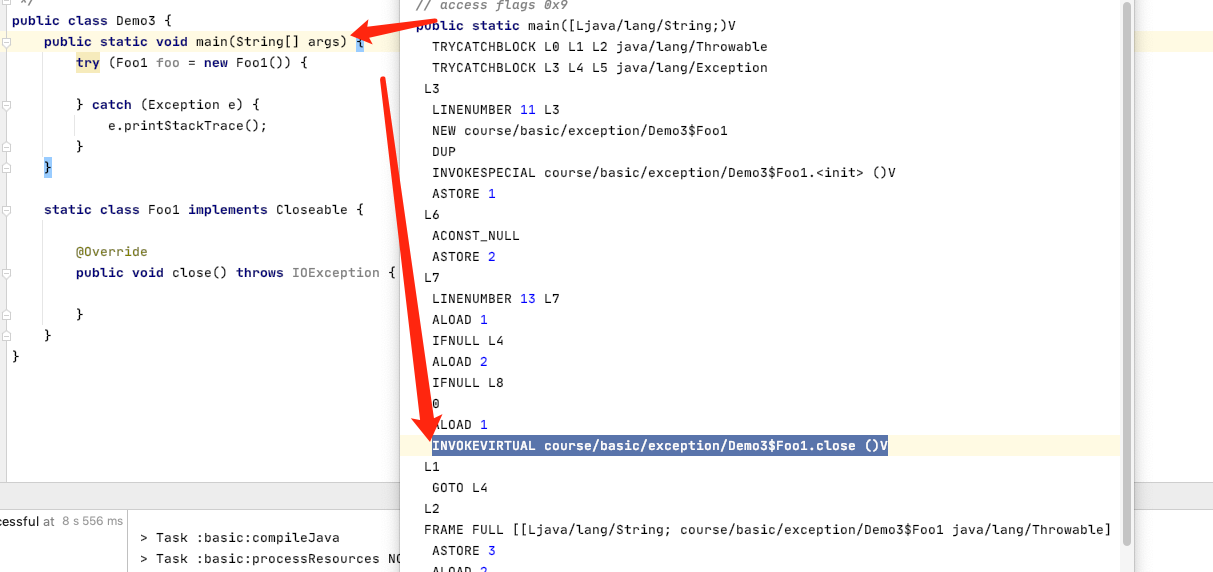 */
public class Demo3 {
public static void main(String[] args) {
try (Foo1 foo = new Foo1()) {
} catch (Exception e) {
e.printStackTrace();
}
}
static class Foo1 implements Closeable {
@Override
public void close() throws IOException {
}
}
}
// access flags 0x9
public static main([Ljava/lang/String;)V
TRYCATCHBLOCK L0 L1 L2 java/lang/Throwable
TRYCATCHBLOCK L3 L4 L5 java/lang/Exception
L3
LINENUMBER 11 L3
NEW course/basic/exception/Demo3$Foo1
DUP
INVOKESPECIAL course/basic/exception/Demo3$Foo1.<init> ()V
ASTORE 1
L6
ACONST_NULL
ASTORE 2
L7
LINENUMBER 13 L7
ALOAD 1
IFNULL L4
ALOAD 2
IFNULL L8
0
ALOAD 1
INVOKEVIRTUAL course/basic/exception/Demo3$Foo1.close ()V
L1
GOTO L4
L2
FRAME FULL [[Ljava/lang/String; course/basic/exception/Demo3$Foo1 java/lang/Throwable]
ASTORE 3
ALOAD 2
cessful at 8 s 556 ms
> Task :basic:compileJava
> Task :basic:processResources NO